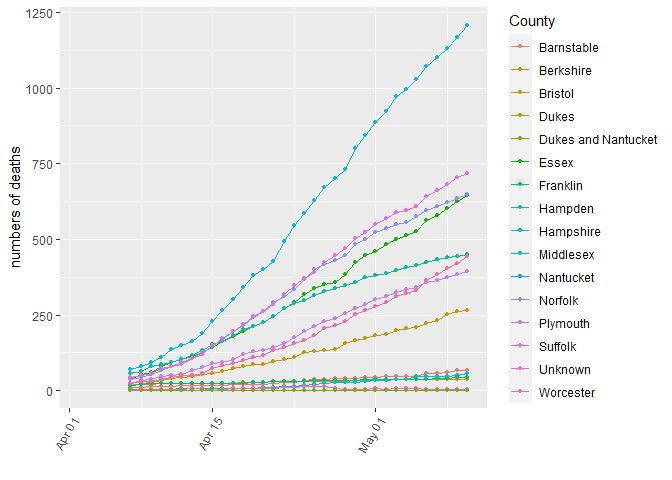 1250
1000
750
500
250
0
nurmbers of deaths
Apr 01
Apr 15
May 01
County
Barnstable
Berkshire
Bristol
Dukes
Dukes and Nantucket
Essex
Franklin
Hampden
Hampshire
Middlesex
Nantucket
Norfolk
Plymouth
Suffolk
Unknown
Worcester